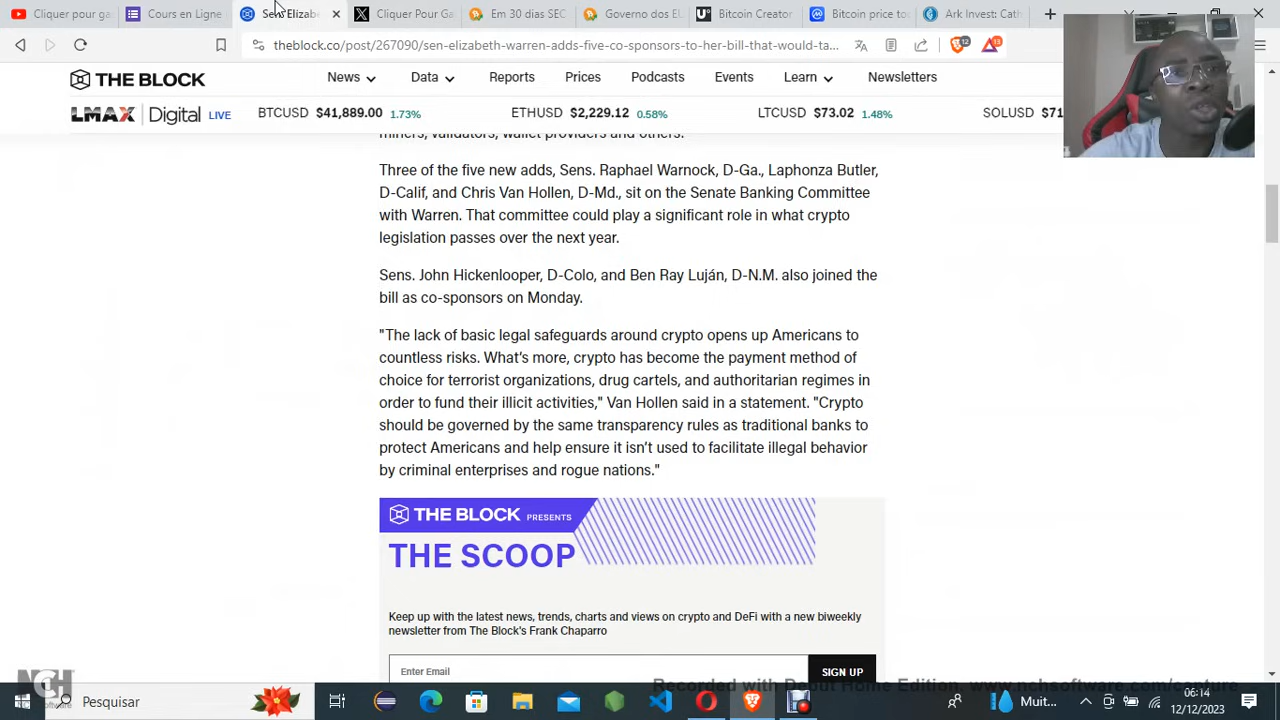 Cliquer pour ga
Cours en Ligne
Sen Elizabe
Cliquer Pour Ga
Em 30 dias SEC
Governo dos EU
Bitcoin Creator
Bitcoin price to
Ark Invest: Cath
theblock.co/post/267090/sen-elizabeth-warren-adds-five-co-sponsors-to-her-bill-that-would-ta...
12
13
THE BLOCK
News
Data
Reports
Prices
Podcasts
Events
Learn
Newsletters
LMAX Digital LIVE
BTCUSD $41,889.00 1.73%
ETHUSD $2,229.12 0.58%
LTCUSD $73.02 1.48%
SOLUSD $71
miners, validators, wallet providers and others.
Three of the five new adds, Sens. Raphael Warnock, D-Ga., Laphonza Butler,
D-Calif, and Chris Van Hollen, D-Md., sit on the Senate Banking Committee
with Warren. That committee could play a significant role in what crypto
legislation passes over the next year.
Sens. John Hickenlooper, D-Colo, and Ben Ray Luján, D-N.M. also joined the
bill as co-sponsors on Monday.
"The lack of basic legal safeguards around crypto opens up Americans to
countless risks. What's more, crypto has become the payment method of
choice for terrorist organizations, drug cartels, and authoritarian regimes in
order to fund their illicit activities," Van Hollen said in a statement. "Crypto
should be governed by the same transparency rules as traditional banks to
protect Americans and help ensure it isn't used to facilitate illegal behavior
by criminal enterprises and rogue nations."
THE BLOCK PRESENTS
THE SCOOP
Keep up with the latest news, trends, charts and views on crypto and DeFi with a new biweekly
newsletter from The Block's Frank Chaparro
Enter Email
SIGN UP
NCH
Recorded with Debut Home Edition. www.nchsoftware.com/capture
Pesquisar
Muit
06:14
12/12/2023